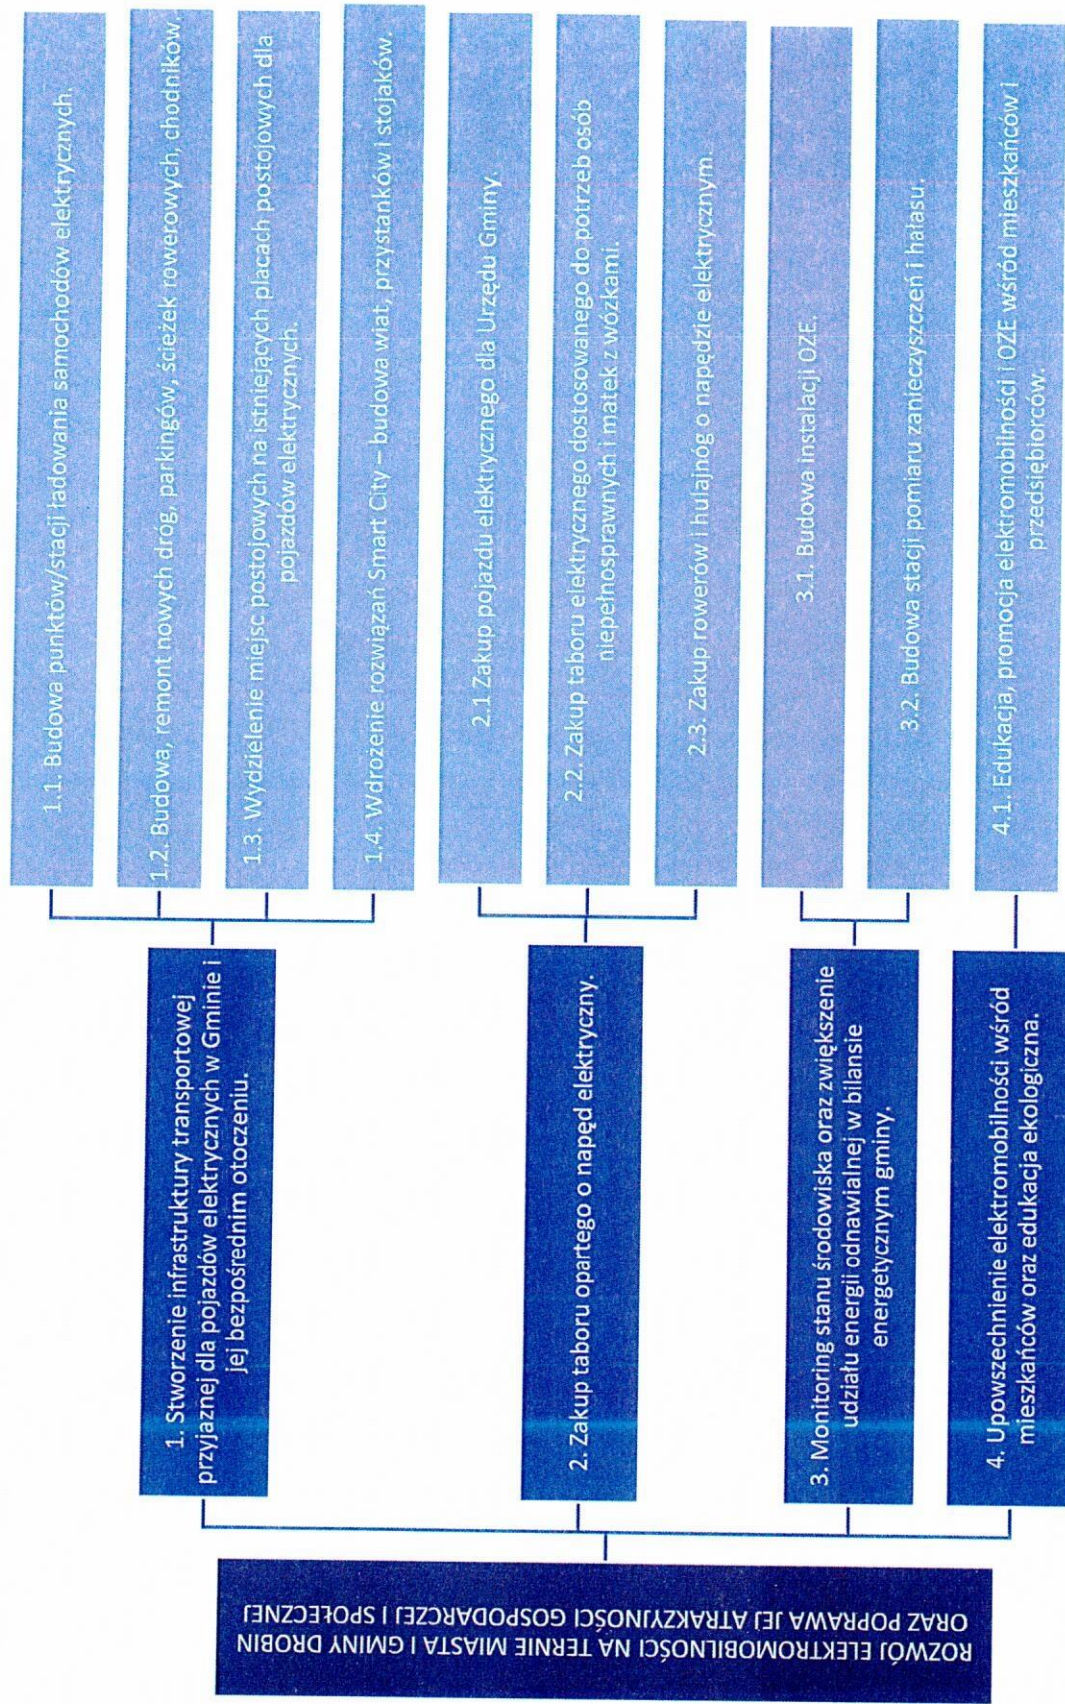 ROZWÓJ ELEKTROMOBILNOŚCI NA TERNIE MIASTA I GMINY DROBIN
ORAZ POPRAWA JEJ ATRAKZYJNOŚCI GOSPODARCZEJ I SPOŁECZNEJ
1. Stworzenie infrastruktury transportowej
przyjaznej dla pojazdów elektrycznych w Gminie i
jej bezpośrednim otoczeniu.
1.1. Budowa punktów/stacji ładowania samochodów elektrycznych.
1.2. Budowa, remont nowych dróg, parkingów, ścieżek rowerowych, chodników.
1.3. Wydzielenie miejsc postojowych na istniejących placach postojowych dla
pojazdów elektrycznych.
1.4. Wdrożenie rozwiązań Smart City – budowa wiat, przystanków i stojaków.
2. Zakup taboru opartego o napęd elektryczny.
2.1 Zakup pojazdu elektrycznego dla Urzędu Gminy.
2.2. Zakup taboru elektrycznego dostosowanego do potrzeb osób
niepełnosprawnych i matek z wózkami.
2.3. Zakup rowerów i hulajnóg o napędzie elektrycznym.
3. Monitoring stanu środowiska oraz zwiększenie
udziału energii odnawialnej w bilansie
energetycznym gminy.
3.1. Budowa instalacji OZE.
3.2. Budowa stacji pomiaru zanieczyszczeń i hałasu.
4. Upowszechnienie elektromobilności wśród
mieszkańców oraz edukacja ekologiczna.
4.1. Edukacja, promocja elektromobilności i OZE wśród mieszkańców i
przedsiębiorców.